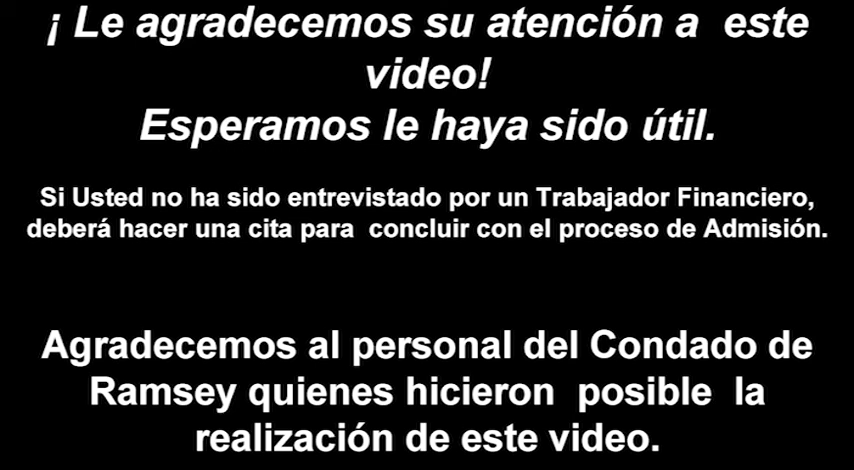 ¡ Le agradecemos su atención a este
video!
Esperamos le haya sido útil.
Si Usted no ha sido entrevistado por un Trabajador Financiero,
deberá hacer una cita para concluir con el proceso de Admisión.
Agradecemos al personal del Condado de
Ramsey quienes hicieron posible la
realización de este video.